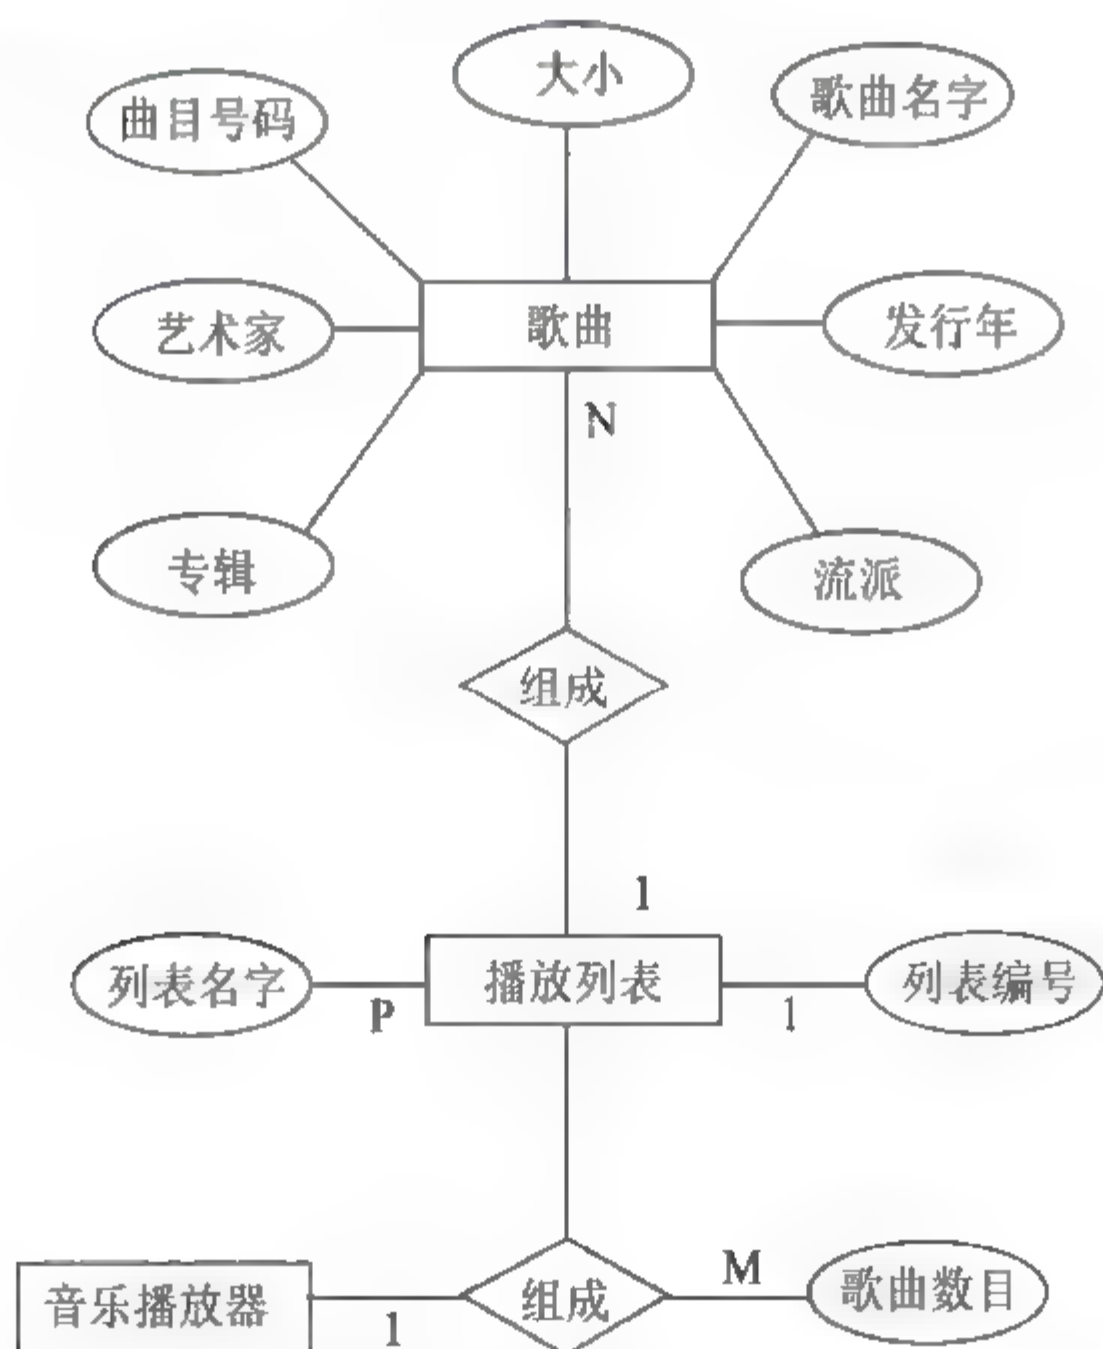 大小
曲目号码
歌曲名字
艺术家
歌曲
发行年
N
专辑
流派
组成
1
列表名字
播放列表
列表编号
P
1
音乐播放器
组成
M
歌曲数目
1